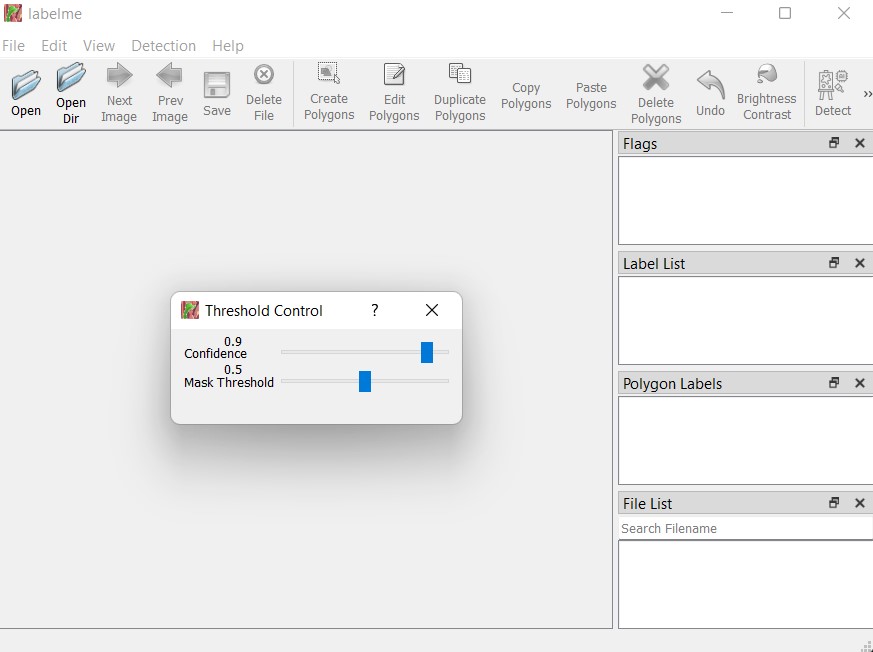 labelme
File Edit View Detection Help
Open
Open
Dir
Next
Image
Prev
Image
Save
Delete
File
Create
Polygons
Edit
Polygons
Duplicate
Polygons
Copy
Polygons
Paste
Polygons
Delete
Polygons
Undo
Brightness
Contrast
Detect
»
Flags
Label List
Polygon Labels
File List
Search Filename
Threshold Control
?
0.9
Confidence
0.5
Mask Threshold